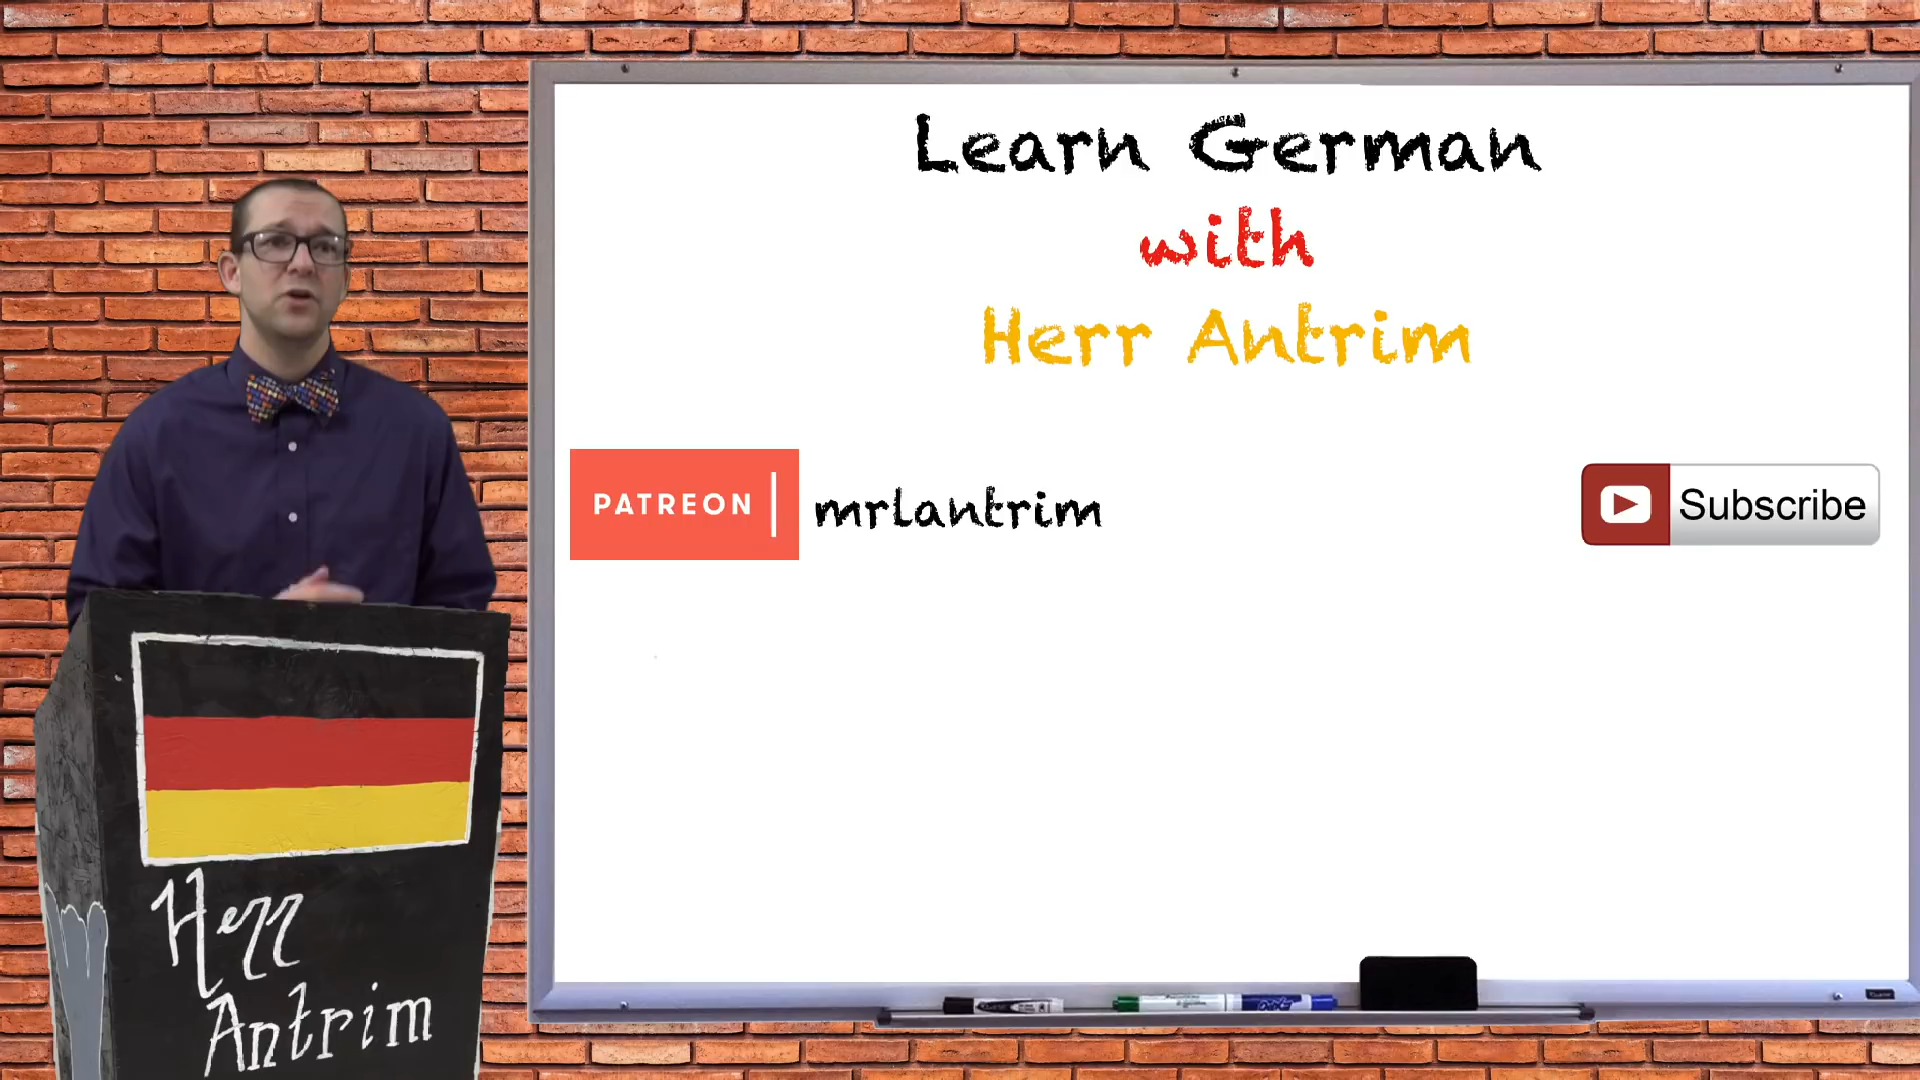 Learn German
with
Herr Antrim
PATREON
mrlantrim
Subscribe
Herr
Antrim